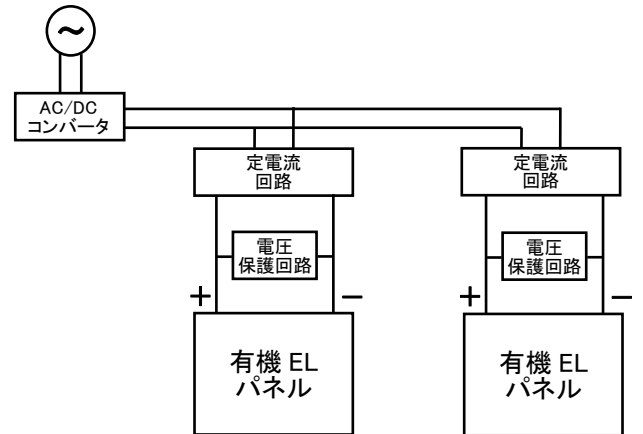 ~
AC/DC
コンバータ
定電流
回路
定電流
回路
電圧
保護回路
電圧
保護回路
+ −
+ −
有機 EL
パネル
有機 EL
パネル